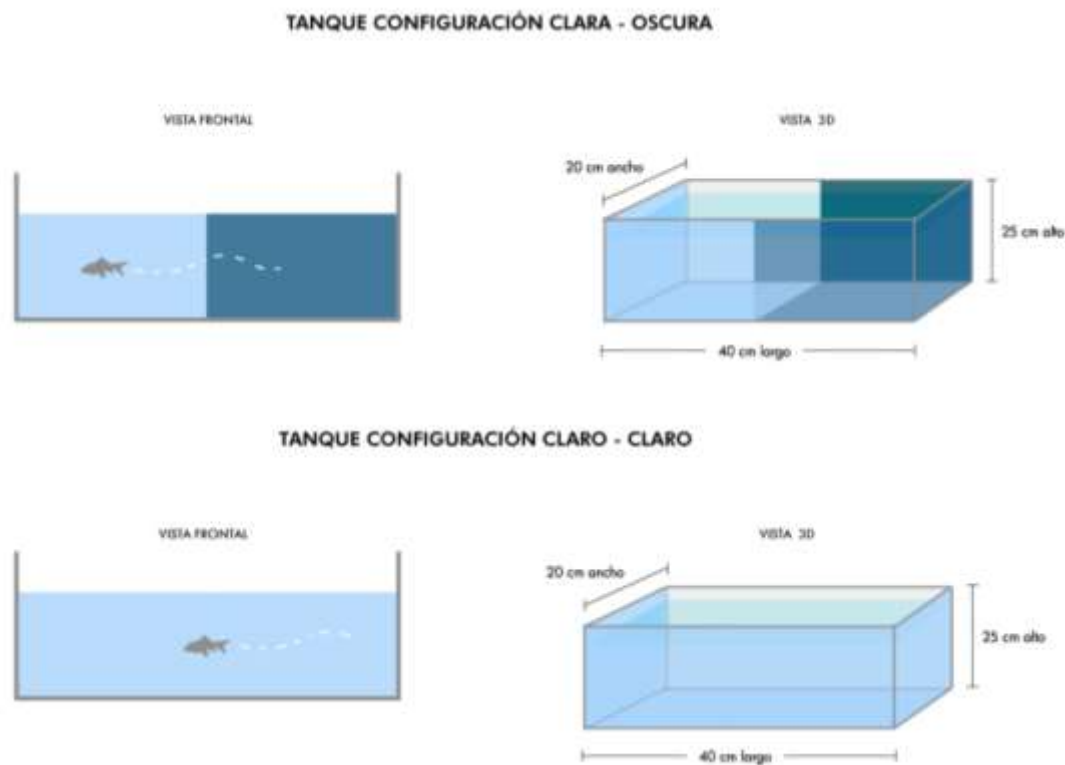 TANQUE CONFIGURACIÓN CLARA - OSCURA
VISTA FRONTAL
VISTA 3D
20 cm ancho
25 cm alto
40 cm largo
TANQUE CONFIGURACIÓN CLARO - CLARO
VISTA FRONTAL
VISTA 3D
20 cm ancho
25 cm alto
40 cm largo